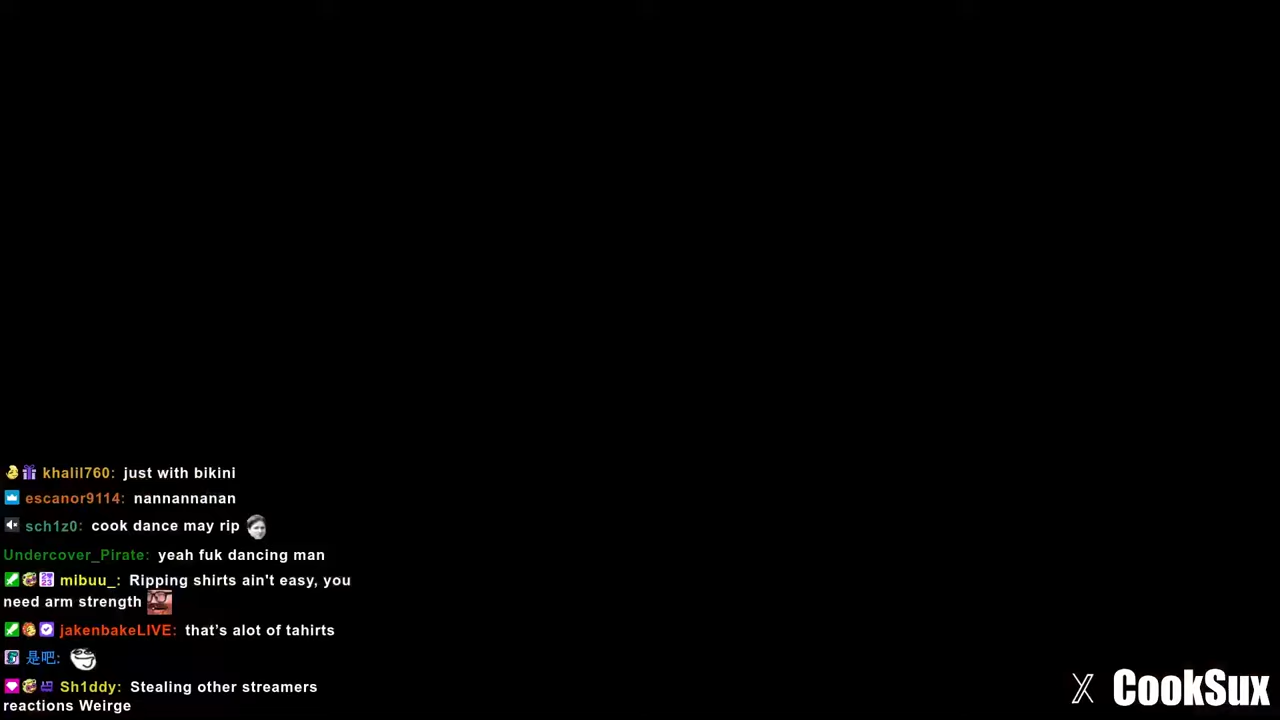 khalil760: just with bikini
escanor9114: nannannanan
sch1z0: cook dance may rip
Undercover_Pirate: yeah fuk dancing man
mibuu_: Ripping shirts ain't easy, you
need arm strength
jakenbakeLIVE: that’s alot of tahirts
是吧:
Sh1ddy: Stealing other streamers
reactions Weirge
X CookSux